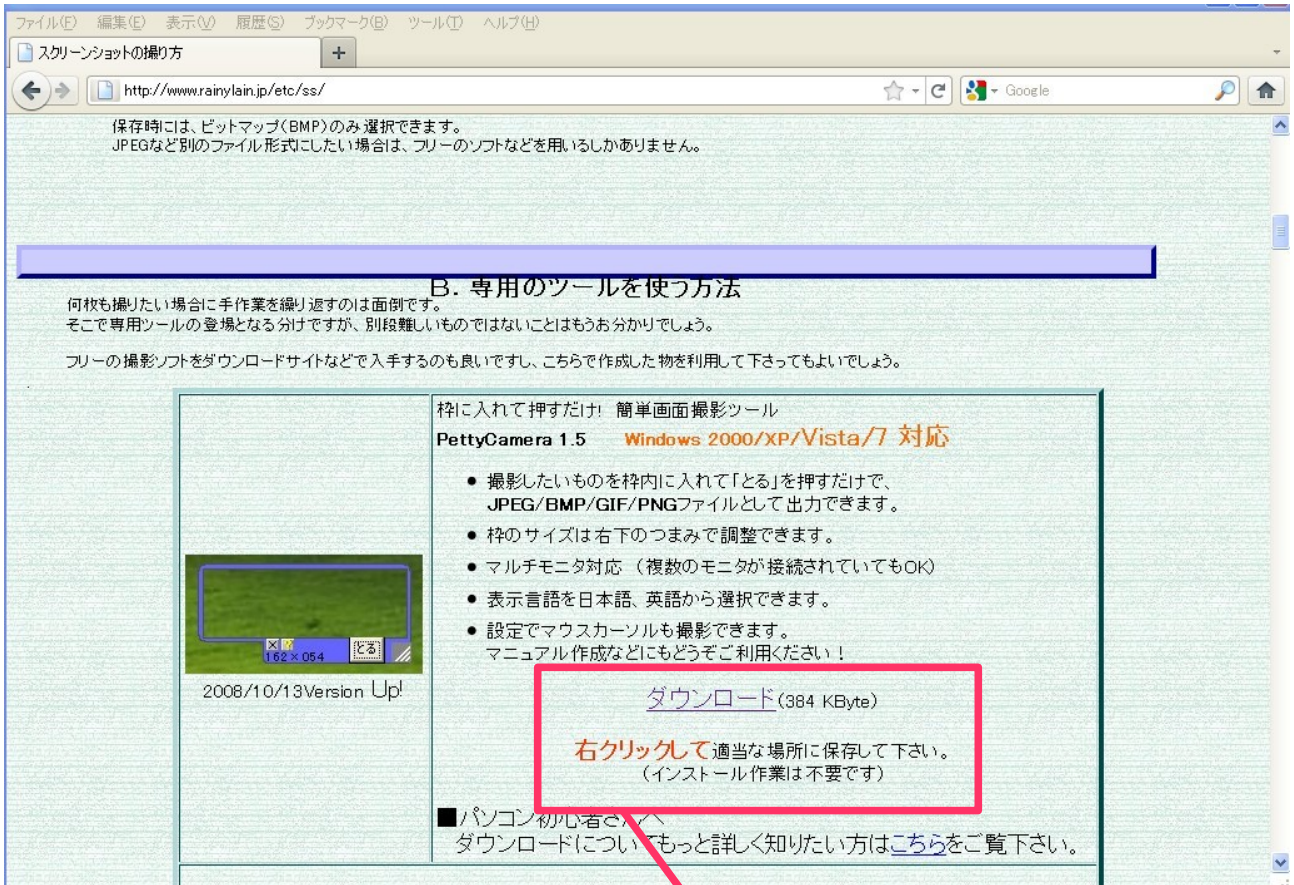 ファイル(F) 編集(E) 表示(V) 履歴(S) ブックマーク(B) ツール(T) ヘルプ(H)
スクリーンショットの撮り方
http://www.rainylain.jp/etc/ss/
Google
保存時には、ビットマップ(BMP)のみ選択できます。
JPEGなど別のファイル形式にしたい場合は、フリーのソフトなどを用いるしかありません。
B. 専用のツールを使う方法
何枚も撮りたい場合に手作業を繰り返すのは面倒です。
そこで専用ツールの登場となる分けですが、別段難しいものではないことはもうお分かりでしょう。
フリーの撮影ソフトをダウンロードサイトなどで入手するのも良いですし、こちらで作成した物を利用して下さってもよいでしょう。
枠に入れて押すだけ! 簡単画面撮影ツール
PettyCamera 1.5 Windows 2000/XP/Vista/7 対応
● 撮影したいものを枠内に入れて「とる」を押すだけで、
JPEG/BMP/GIF/PNGファイルとして出力できます。
● 枠のサイズは右下のつまみで調整できます。
● マルチモニタ対応 (複数のモニタが接続されていてもOK)
● 表示言語を日本語、英語から選択できます。
● 設定でマウスカーソルも撮影できます。
マニュアル作成などにもどうぞご利用ください！
162×054 とる
2008/10/13Version Up!
ダウンロード(384 KByte)
右クリックして適当な場所に保存して下さい。
(インストール作業は不要です)
■パソコン初心者さんへ
ダウンロードについてもっと詳しく知りたい方はこちらをご覧下さい。